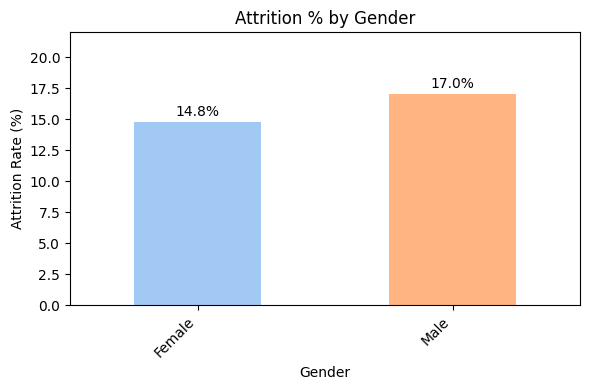 Attrition % by Gender
Attrition Rate (%)
20.0
17.5
15.0
12.5
10.0
7.5
5.0
2.5
0.0
14.8%
17.0%
Female
Male
Gender